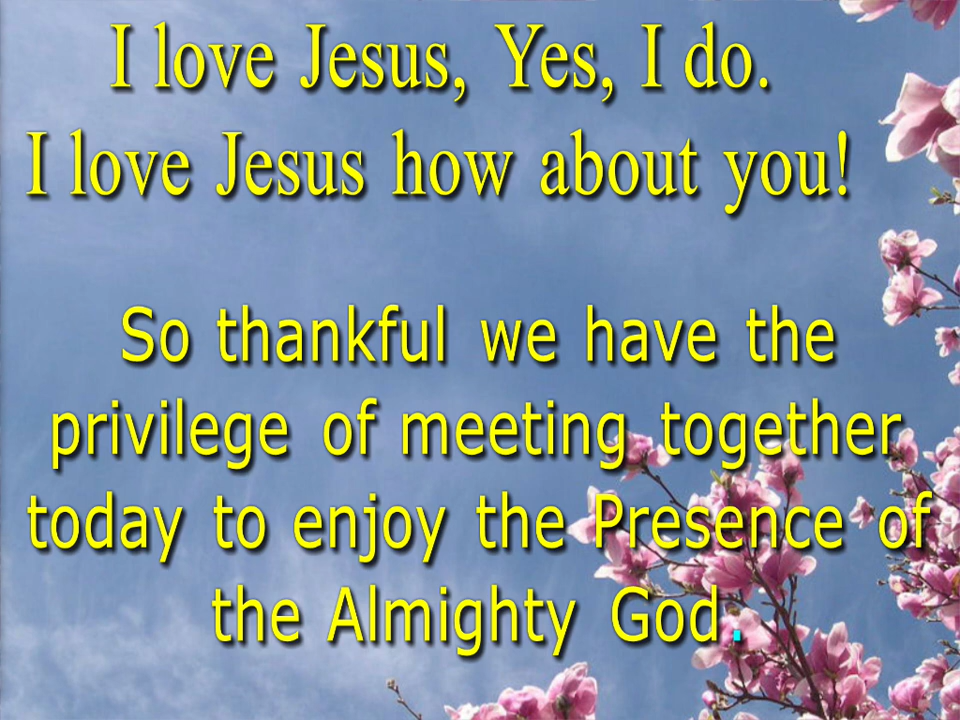 I love Jesus, Yes, I do.
I love Jesus how about you!
So thankful we have the
privilege of meeting together
today to enjoy the Presence of
the Almighty God.